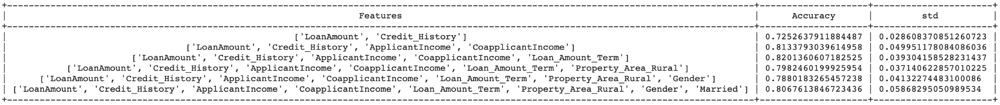 +------------------------------------------------------------------------------------------------------------------------------------------+---------------------+----------------------+
| Features | Accuracy | std |
+------------------------------------------------------------------------------------------------------------------------------------------+---------------------+----------------------+
| ['LoanAmount', 'Credit_History'] | 0.7252637911884487 | 0.028608370851260723 |
| ['LoanAmount', 'Credit_History', 'ApplicantIncome', 'CoapplicantIncome'] | 0.8133793039614958 | 0.049951178084086036 |
| ['LoanAmount', 'Credit_History', 'ApplicantIncome', 'CoapplicantIncome', 'Loan_Amount_Term'] | 0.8201360607182525 | 0.039304158528231437 |
| ['LoanAmount', 'Credit_History', 'ApplicantIncome', 'CoapplicantIncome', 'Loan_Amount_Term', 'Property_Area_Rural'] | 0.7982460199925954 | 0.037140622857010225 |
| ['LoanAmount', 'Credit_History', 'ApplicantIncome', 'CoapplicantIncome', 'Loan_Amount_Term', 'Property_Area_Rural', 'Gender'] | 0.7880183265457238 | 0.04132274483100086 |
| ['LoanAmount', 'Credit_History', 'ApplicantIncome', 'CoapplicantIncome', 'Loan_Amount_Term', 'Property_Area_Rural', 'Gender', 'Married'] | 0.8067613846723436 | 0.05868295050989534 |
+------------------------------------------------------------------------------------------------------------------------------------------+---------------------+----------------------+